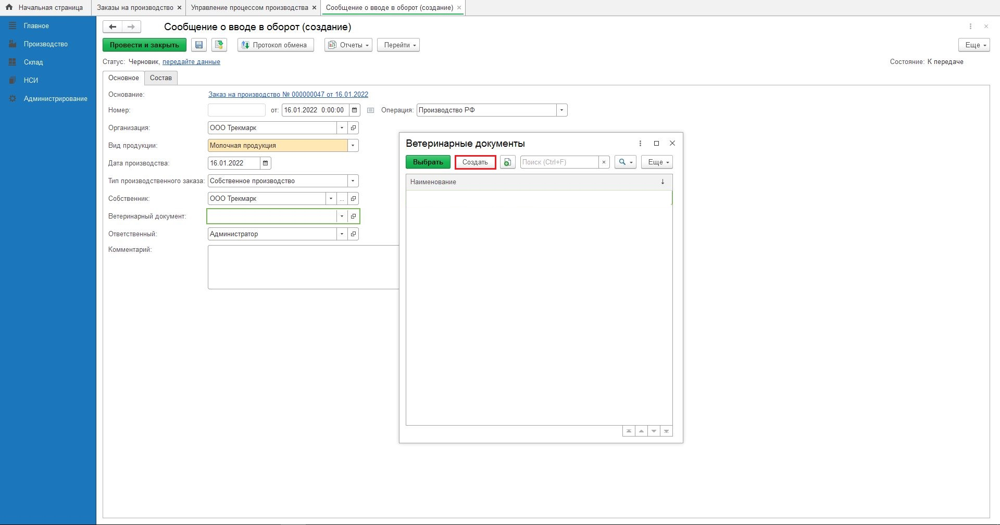 Начальная страница
Заказы на производство
Управление процессом производства
Сообщение о вводе в оборот (создание)
Главное
Производство
Склад
НСИ
Администрирование
Сообщение о вводе в оборот (создание)
Провести и закрыть
Протокол обмена
Отчеты
Перейти
Еще
Статус: Черновик, передайте данные
Состояние: К передаче
Основное
Состав
Основание: Заказ на производство № 000000047 от 16.01.2022
Номер: от: 16.01.2022 0:00:00 Операция: Производство РФ
Организация: ООО Трекмарк
Вид продукции: Молочная продукция
Дата производства: 16.01.2022
Тип производственного заказа: Собственное производство
Собственник: ООО Трекмарк ...
Ветеринарный документ:
Ответственный: Администратор
Комментарий:
Ветеринарные документы
Выбрать
Создать
Поиск (Ctrl+F)
Еще
Наименование